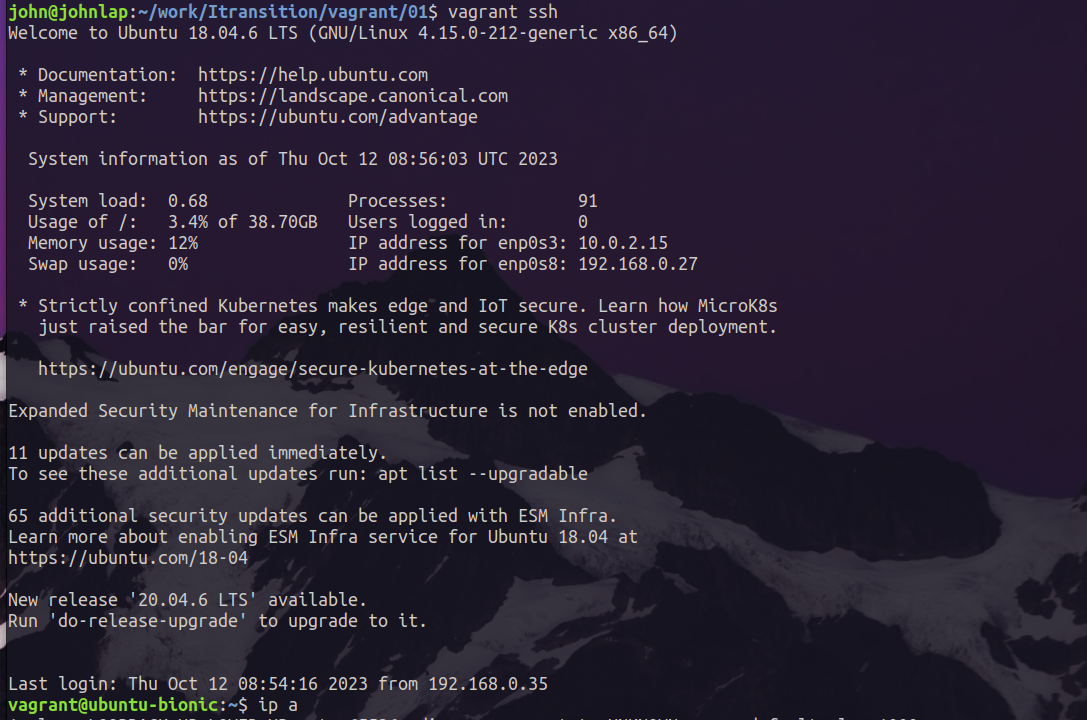 john@johnlap:~/work/Itransition/vagrant/01$ vagrant ssh
Welcome to Ubuntu 18.04.6 LTS (GNU/Linux 4.15.0-212-generic x86_64)
* Documentation: https://help.ubuntu.com
* Management: https://landscape.canonical.com
* Support: https://ubuntu.com/advantage
System information as of Thu Oct 12 08:56:03 UTC 2023
System load: 0.68 Processes: 91
Usage of /: 3.4% of 38.70GB Users logged in: 0
Memory usage: 12% IP address for enp0s3: 10.0.2.15
Swap usage: 0% IP address for enp0s8: 192.168.0.27
* Strictly confined Kubernetes makes edge and IoT secure. Learn how MicroK8s
just raised the bar for easy, resilient and secure K8s cluster deployment.
https://ubuntu.com/engage/secure-kubernetes-at-the-edge
Expanded Security Maintenance for Infrastructure is not enabled.
11 updates can be applied immediately.
To see these additional updates run: apt list --upgradable
65 additional security updates can be applied with ESM Infra.
Learn more about enabling ESM Infra service for Ubuntu 18.04 at
https://ubuntu.com/18-04
New release '20.04.6 LTS' available.
Run 'do-release-upgrade' to upgrade to it.
Last login: Thu Oct 12 08:54:16 2023 from 192.168.0.35
vagrant@ubuntu-bionic:~$ ip a